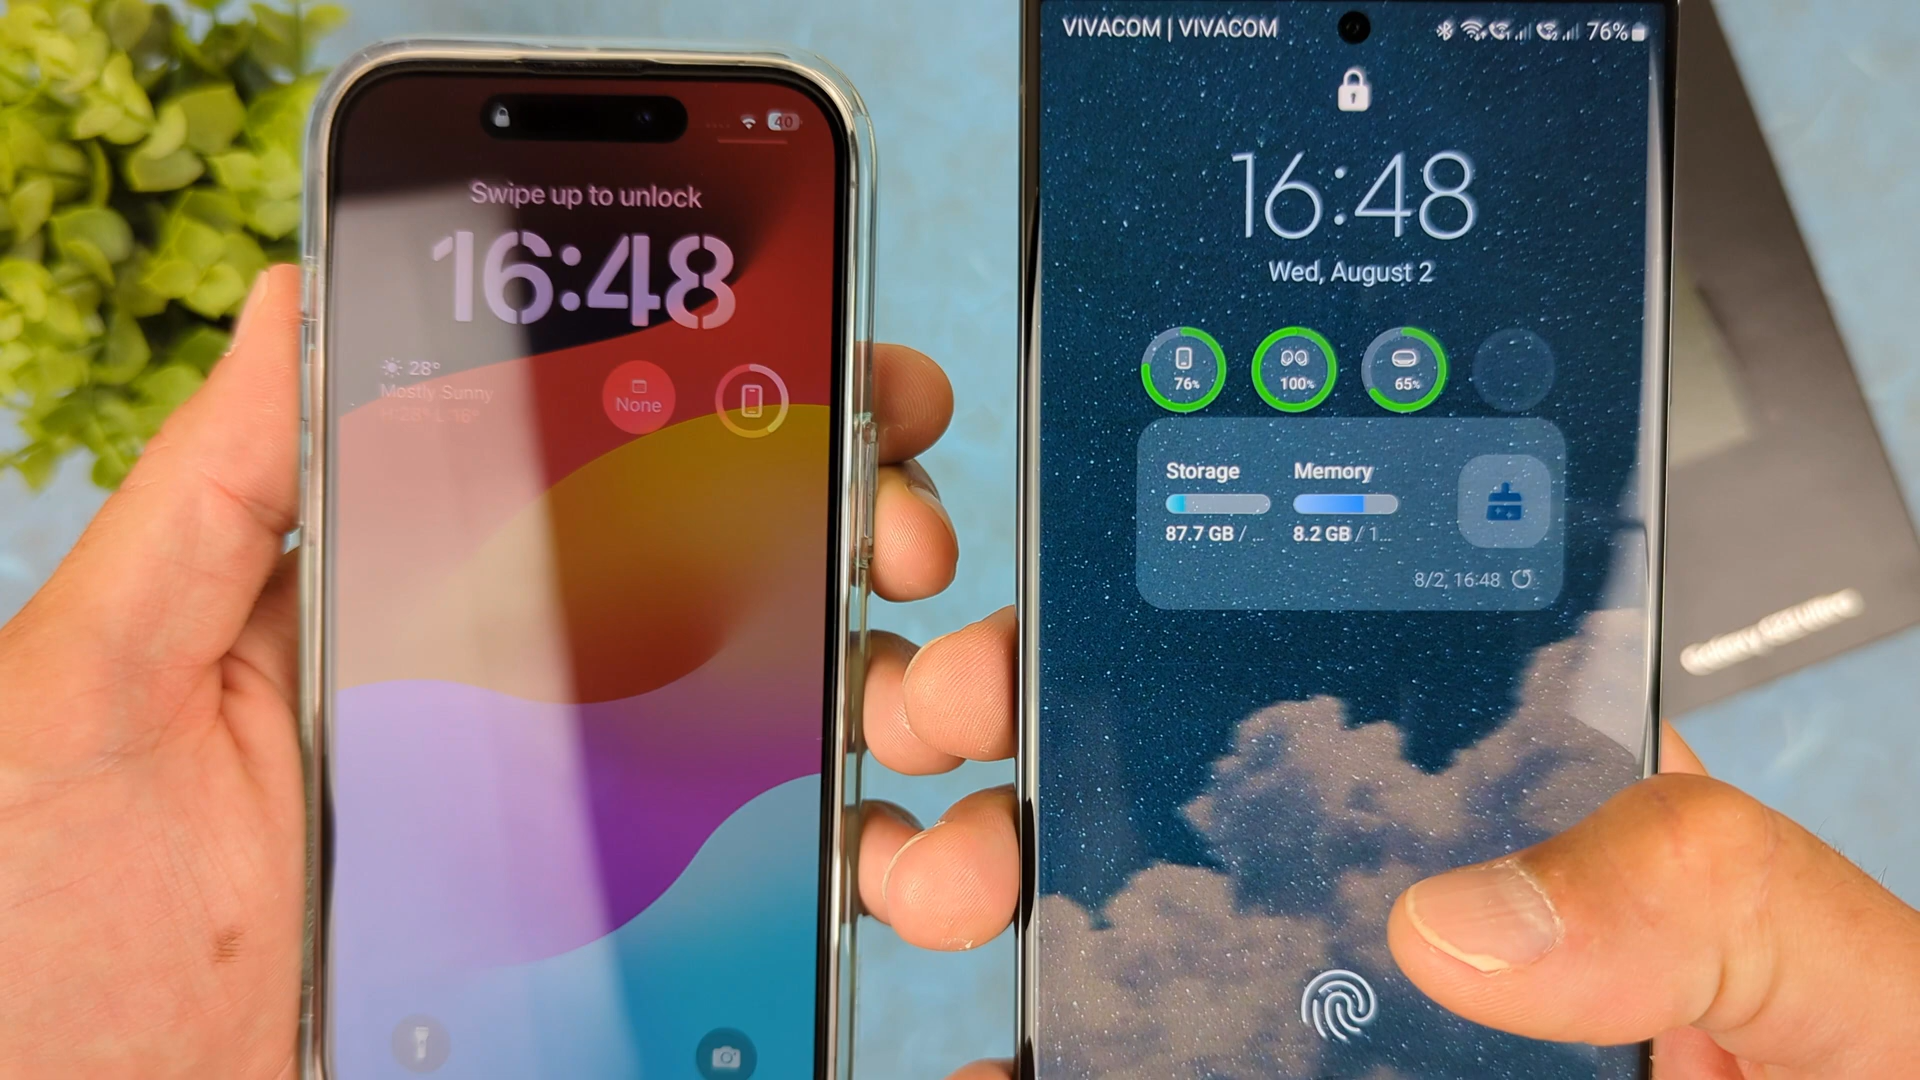 40
Swipe up to unlock
16:48
28°
Mostly Sunny
None
VIVACOM | VIVACOM
76%
16:48
Wed, August 2
76%
100%
65%
Storage
Memory
87.7 GB / ...
8.2 GB / 1...
8/2, 16:48